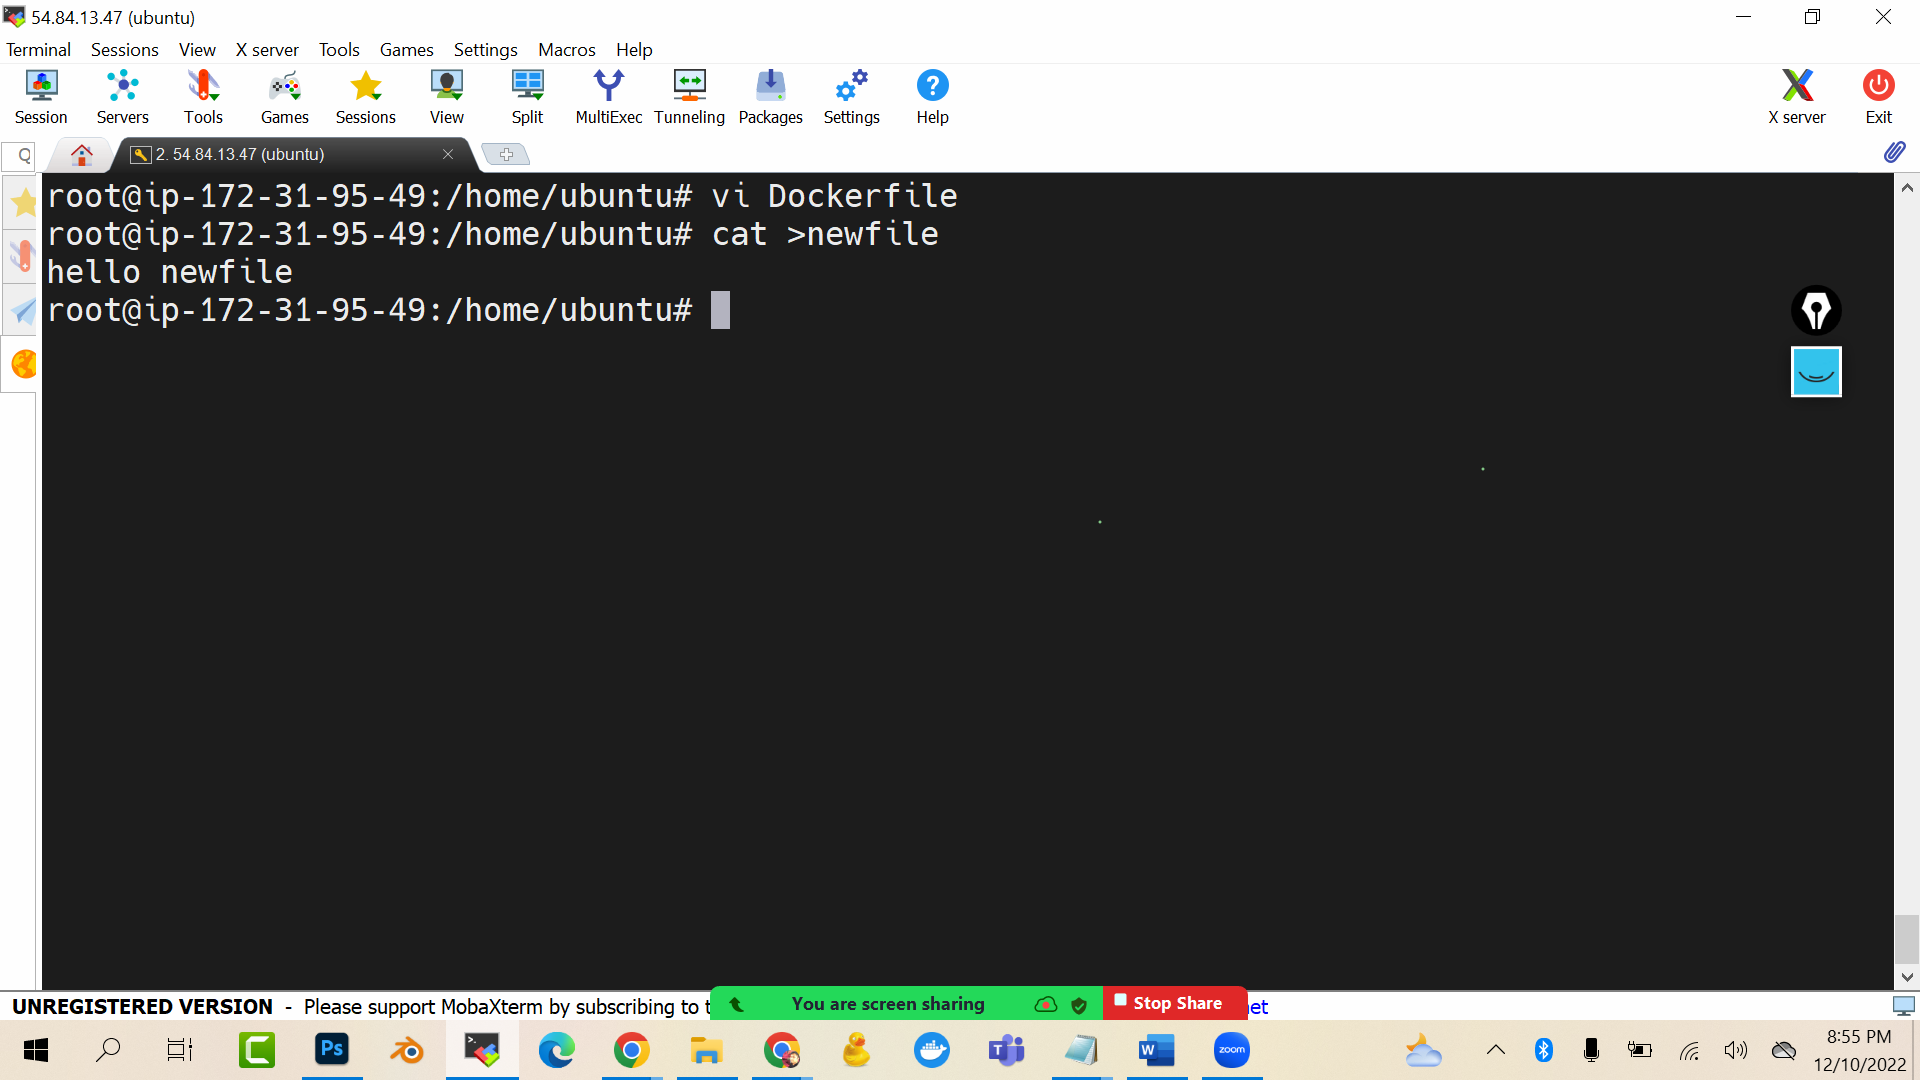 54.84.13.47 (ubuntu)
Terminal Sessions View X server Tools Games Settings Macros Help
Session Servers Tools Games Sessions View Split MultiExec Tunneling Packages Settings Help X server Exit
2. 54.84.13.47 (ubuntu)
root@ip-172-31-95-49:/home/ubuntu# vi Dockerfile
root@ip-172-31-95-49:/home/ubuntu# cat >newfile
hello newfile
root@ip-172-31-95-49:/home/ubuntu#
UNREGISTERED VERSION - Please support MobaXterm by subscribing to t
You are screen sharing Stop Share
et
Ps
zoom
8:55 PM
12/10/2022